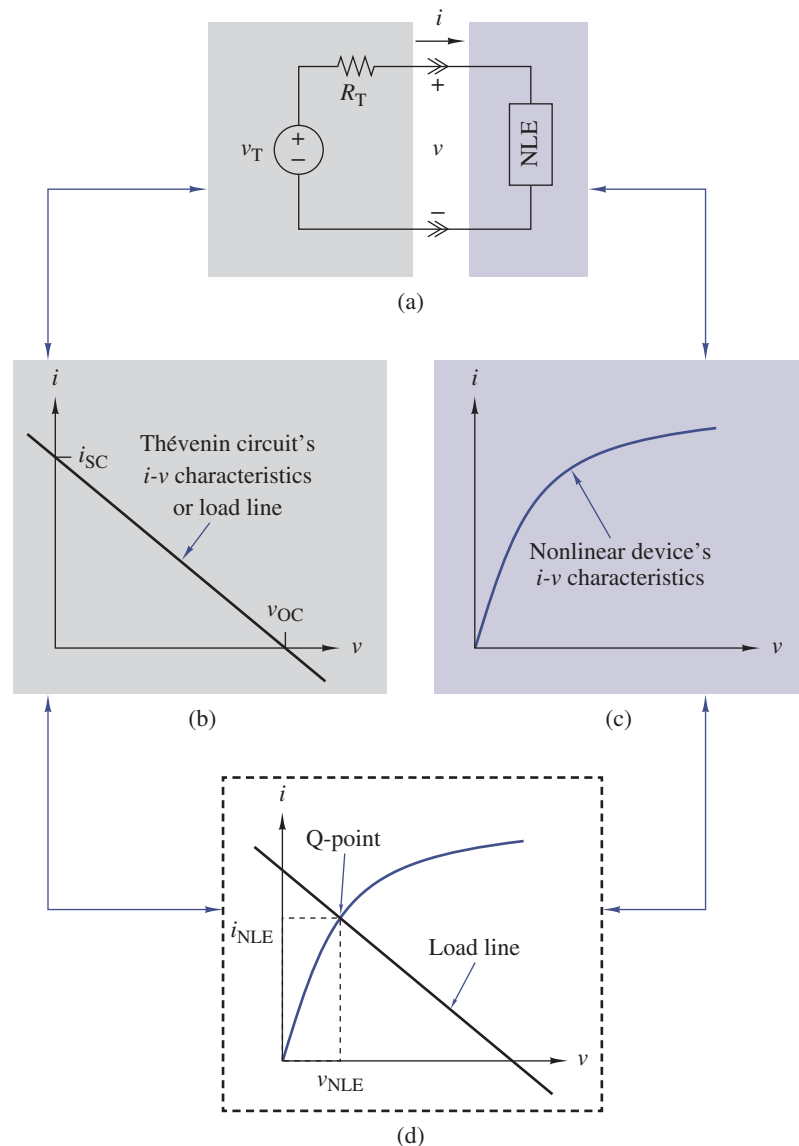 i
R_T
+
NLE
v_T
+
−
v
−
(a)
i
i_SC
Thévenin circuit's
i-v characteristics
or load line
v_OC
v
(b)
i
Nonlinear device's
i-v characteristics
v
(c)
i
Q-point
i_NLE
Load line
v_NLE
v
(d)